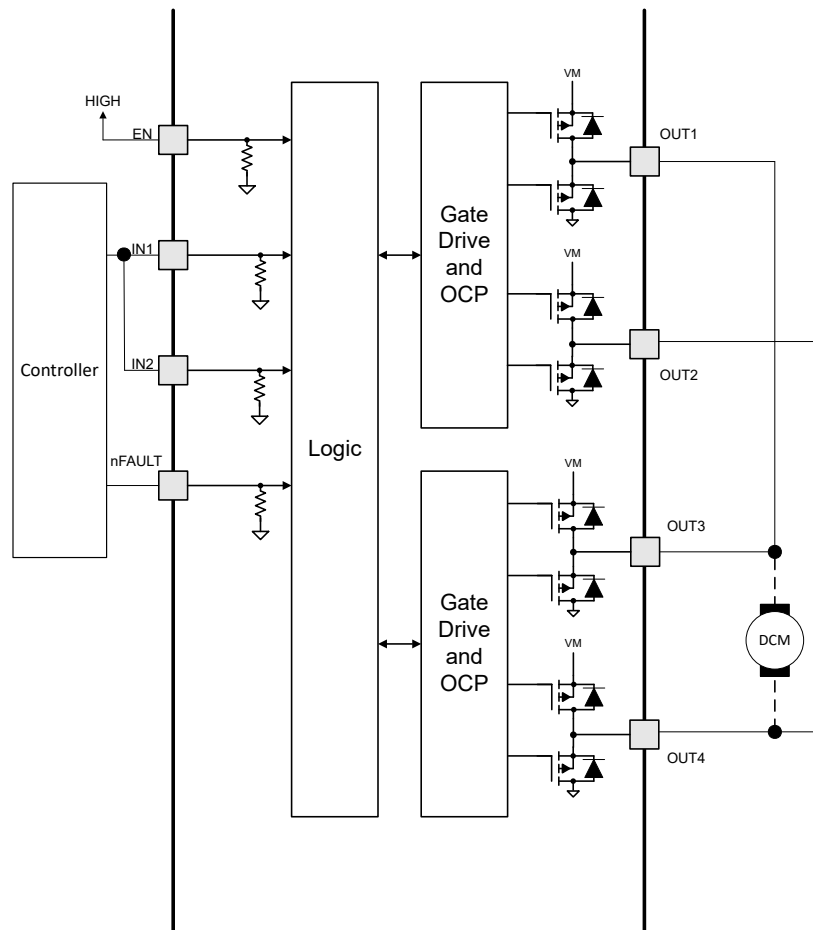 HIGH
EN
IN1
IN2
Controller
nFAULT
Logic
Gate
Drive
and
OCP
Gate
Drive
and
OCP
VM
VM
VM
VM
OUT1
OUT2
OUT3
OUT4
DCM